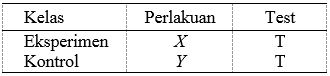 Kelas Perlakuan Test
Eksperimen X T
Kontrol Y T